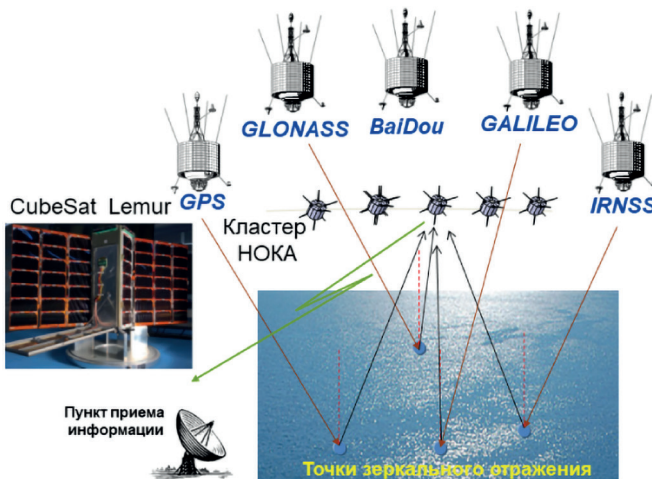 GLONASS
BaiDou
GALILEO
GPS
IRNSS
CubeSat Lemur
Кластер
НОКА
Пункт приема
информации
Точки зеркального отражения